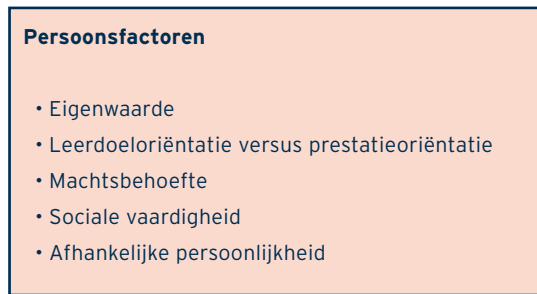 Persoonsfactoren
• Eigenwaarde
• Leerdoeloriëntatie versus prestatieoriëntatie
• Machtsbehoefte
• Sociale vaardigheid
• Afhankelijke persoonlijkheid